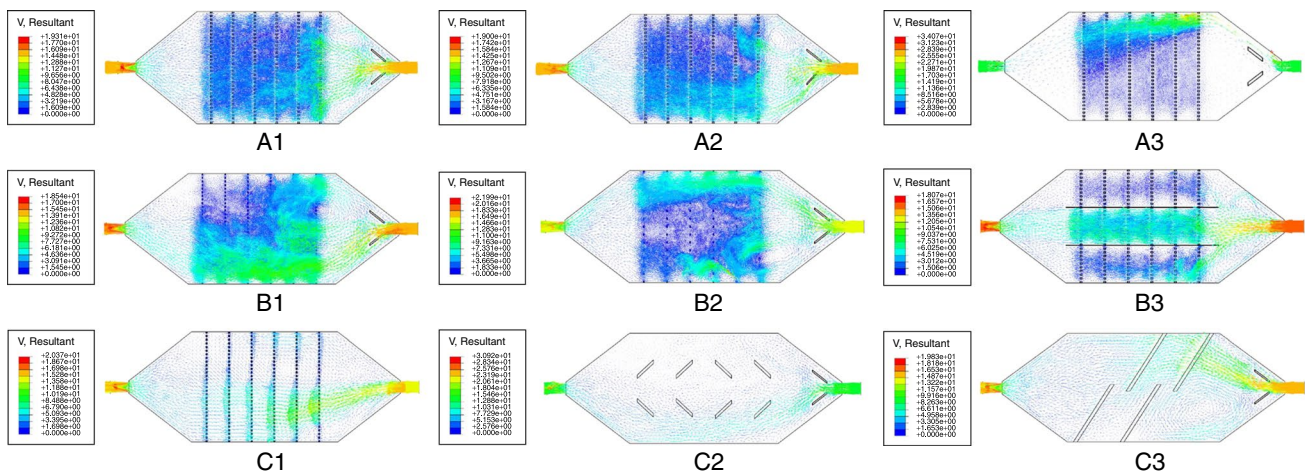 V, Resultant
+1.931e+01
+1.770e+01
+1.609e+01
+1.448e+01
+1.288e+01
+1.127e+01
+9.656e+00
+8.047e+00
+6.438e+00
+4.828e+00
+3.219e+00
+1.609e+00
+0.000e+00
A1
V, Resultant
+1.900e+01
+1.742e+01
+1.584e+01
+1.425e+01
+1.267e+01
+1.109e+01
+9.502e+00
+7.918e+00
+6.335e+00
+4.751e+00
+3.167e+00
+1.584e+00
+0.000e+00
A2
V, Resultant
+3.407e+01
+3.123e+01
+2.839e+01
+2.555e+01
+2.271e+01
+1.987e+01
+1.703e+01
+1.419e+01
+1.136e+01
+8.516e+00
+5.678e+00
+2.839e+00
+0.000e+00
A3
V, Resultant
+1.854e+01
+1.700e+01
+1.545e+01
+1.391e+01
+1.236e+01
+1.082e+01
+9.272e+00
+7.727e+00
+6.181e+00
+4.636e+00
+3.091e+00
+1.545e+00
+0.000e+00
B1
V, Resultant
+2.199e+01
+2.016e+01
+1.833e+01
+1.649e+01
+1.466e+01
+1.283e+01
+1.100e+01
+9.163e+00
+7.331e+00
+5.498e+00
+3.665e+00
+1.833e+00
+0.000e+00
B2
V, Resultant
+1.807e+01
+1.657e+01
+1.506e+01
+1.356e+01
+1.205e+01
+1.054e+01
+9.037e+00
+7.531e+00
+6.025e+00
+4.519e+00
+3.012e+00
+1.506e+00
+0.000e+00
B3
V, Resultant
+2.037e+01
+1.867e+01
+1.698e+01
+1.528e+01
+1.358e+01
+1.188e+01
+1.019e+01
+8.488e+00
+6.790e+00
+5.093e+00
+3.395e+00
+1.698e+00
+0.000e+00
C1
V, Resultant
+3.092e+01
+2.834e+01
+2.576e+01
+2.319e+01
+2.061e+01
+1.804e+01
+1.546e+01
+1.288e+01
+1.031e+01
+7.729e+00
+5.153e+00
+2.576e+00
+0.000e+00
C2
V, Resultant
+1.983e+01
+1.818e+01
+1.653e+01
+1.487e+01
+1.322e+01
+1.157e+01
+9.916e+00
+8.263e+00
+6.611e+00
+4.958e+00
+3.305e+00
+1.653e+00
+0.000e+00
C3